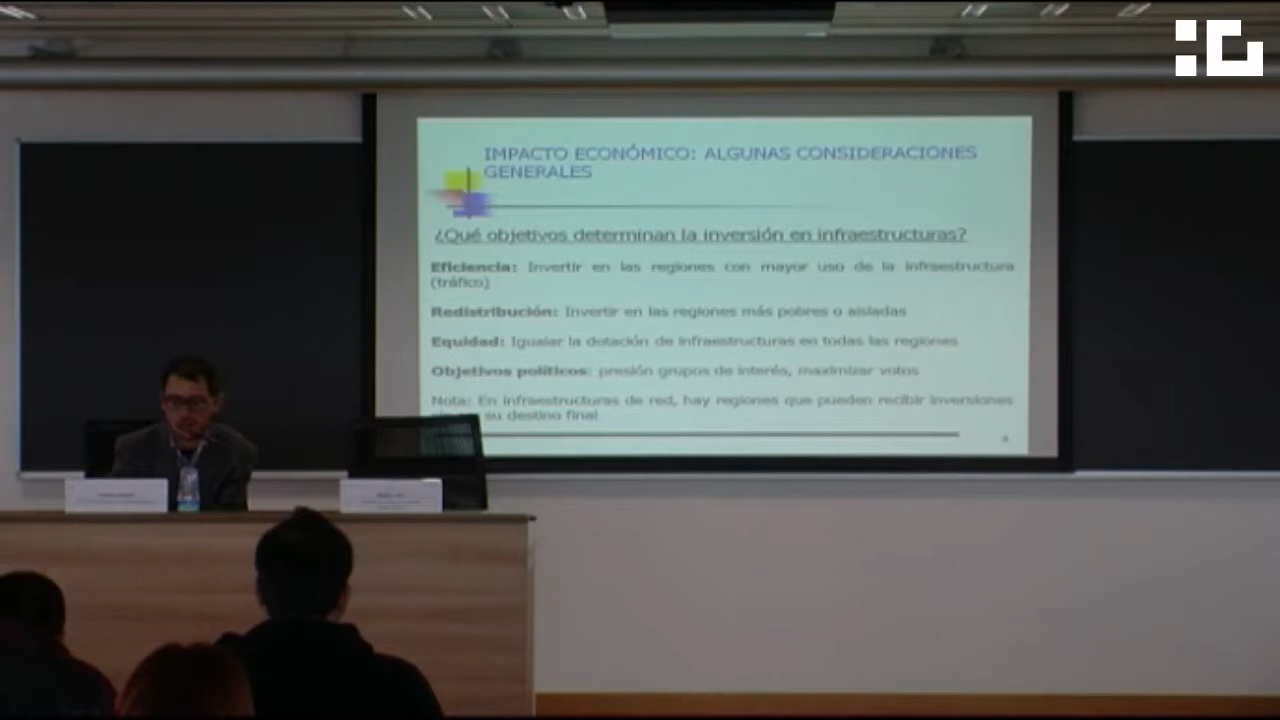 IMPACTO ECONÓMICO: ALGUNAS CONSIDERACIONES
GENERALES
¿Qué objetivos determinan la inversión en infraestructuras?
Eficiencia: Invertir en las regiones con mayor uso de la infraestructura
(tráfico)
Redistribución: Invertir en las regiones más pobres o aisladas
Equidad: Igualar la dotación de infraestructuras en todas las regiones
Objetivos políticos: presión grupos de interés, maximizar votos
Nota: En infraestructuras de red, hay regiones que pueden recibir inversiones
su destino final